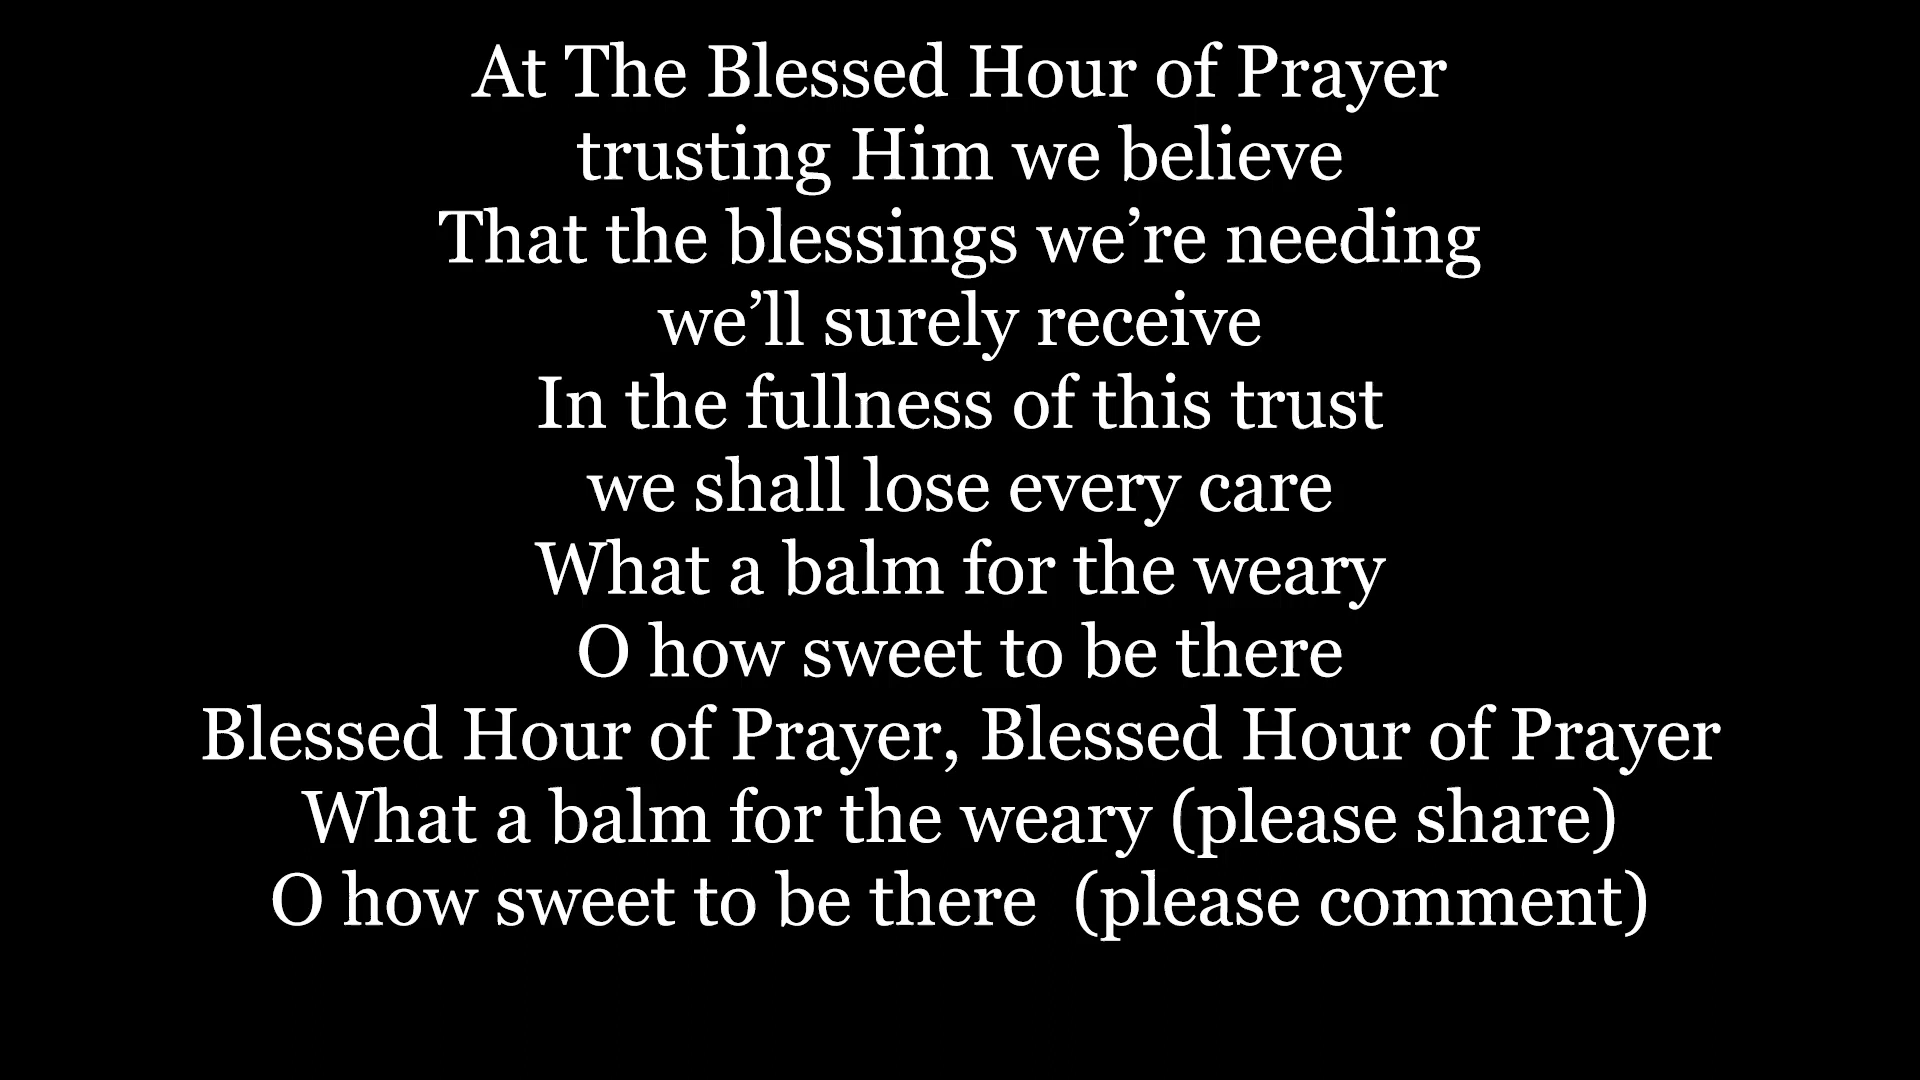 At The Blessed Hour of Prayer
trusting Him we believe
That the blessings we’re needing
we’ll surely receive
In the fullness of this trust
we shall lose every care
What a balm for the weary
O how sweet to be there
Blessed Hour of Prayer, Blessed Hour of Prayer
What a balm for the weary (please share)
O how sweet to be there  (please comment)